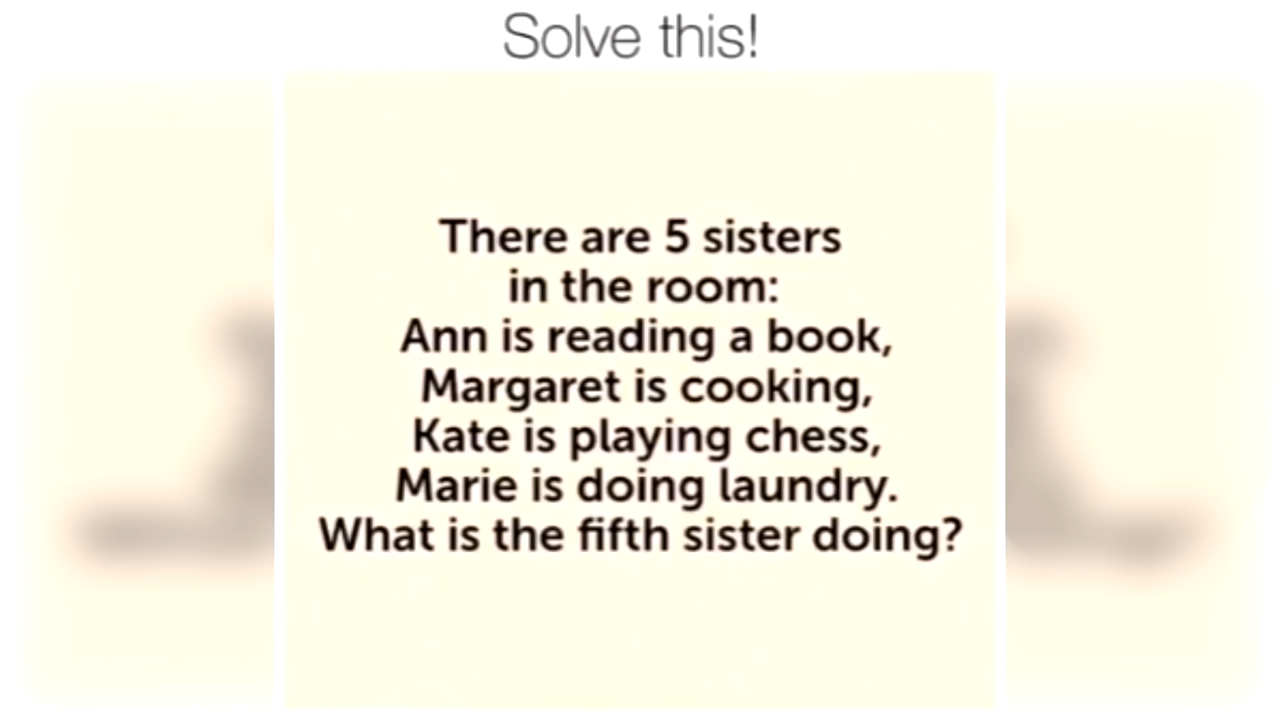 Solve this!
There are 5 sisters
in the room:
Ann is reading a book,
Margaret is cooking,
Kate is playing chess,
Marie is doing laundry.
What is the fifth sister doing?